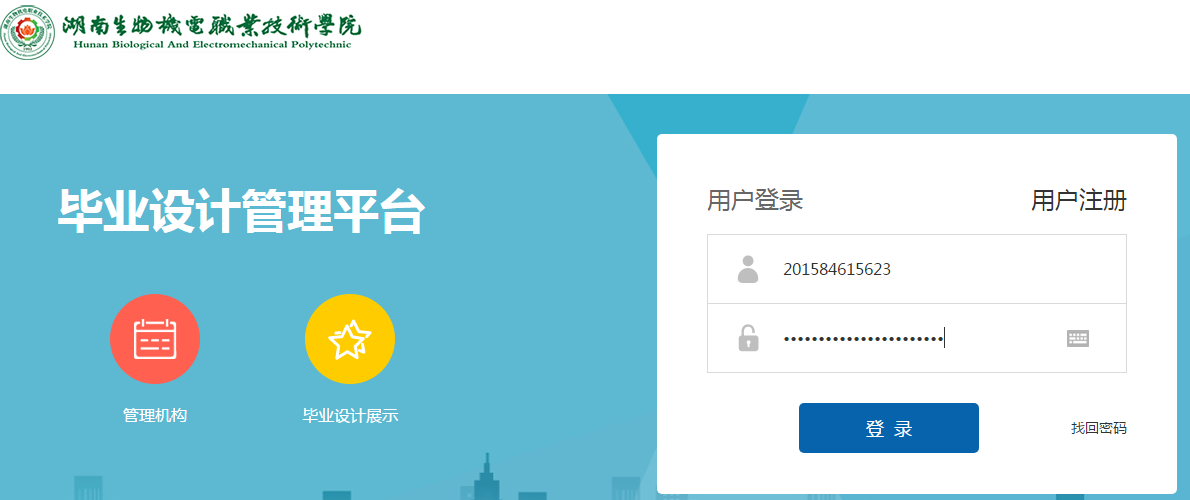 湖南生物機電職業技術學院
Hunan Biological And Electromechanical Polytechnic
毕业设计管理平台
管理机构
毕业设计展示
用户登录
用户注册
201584615623
登 录
找回密码